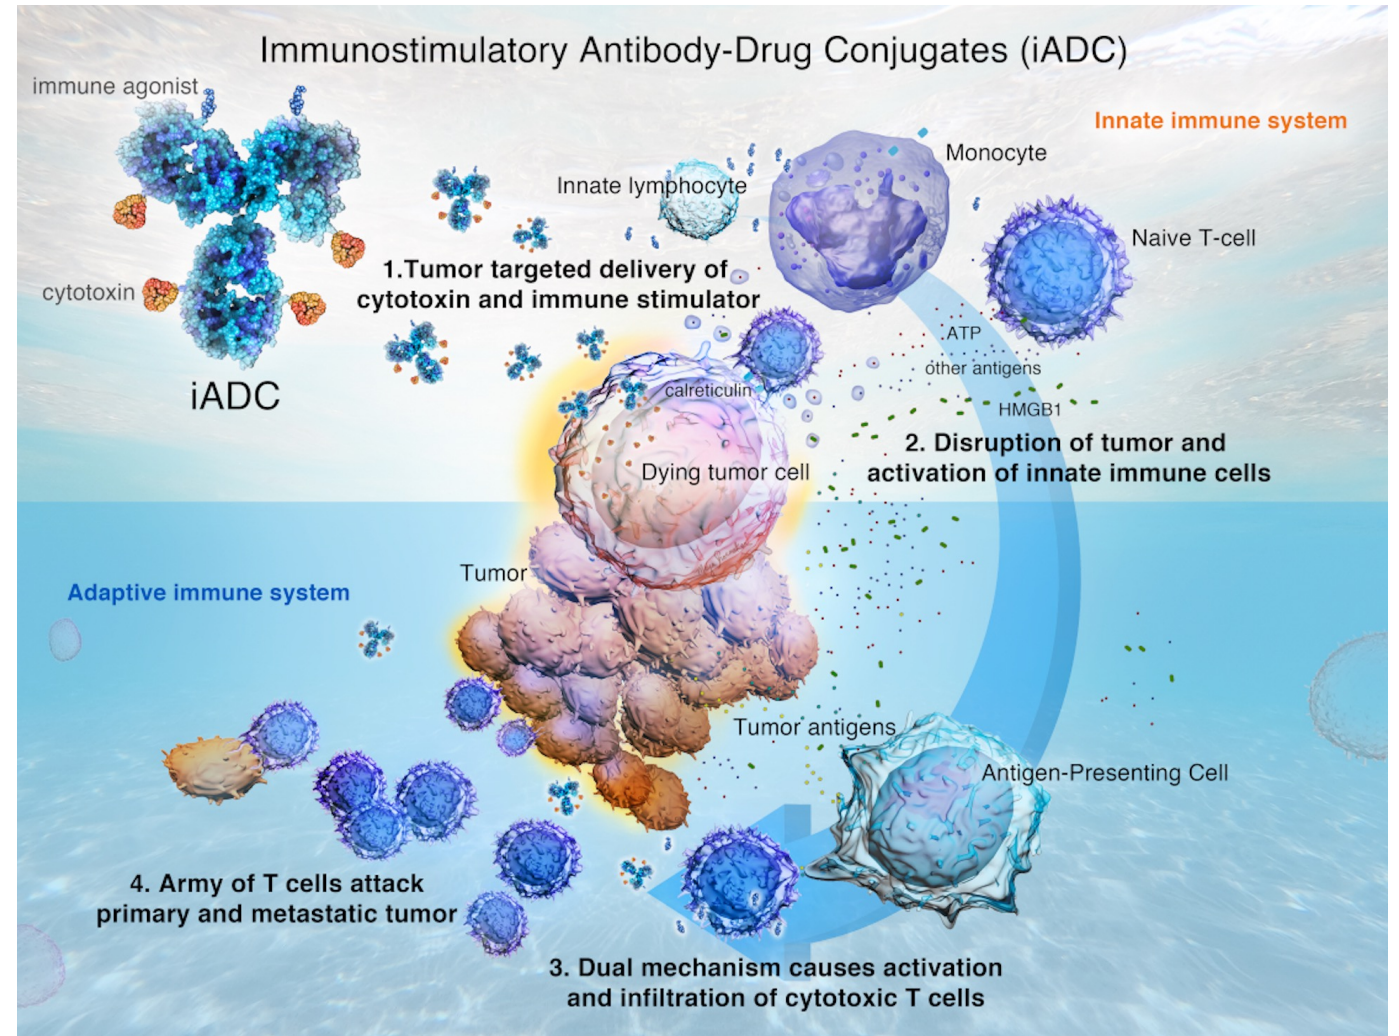 Immunostimulatory Antibody-Drug Conjugates (iADC)
immune agonist
Innate immune system
Monocyte
Innate lymphocyte
Naive T-cell
cytotoxin
1.Tumor targeted delivery of
cytotoxin and immune stimulator
iADC
ATP
other antigens
calreticulin
HMGB1
2. Disruption of tumor and
activation of innate immune cells
Dying tumor cell
Tumor
Adaptive immune system
Tumor antigens
Antigen-Presenting Cell
4. Army of T cells attack
primary and metastatic tumor
3. Dual mechanism causes activation
and infiltration of cytotoxic T cells